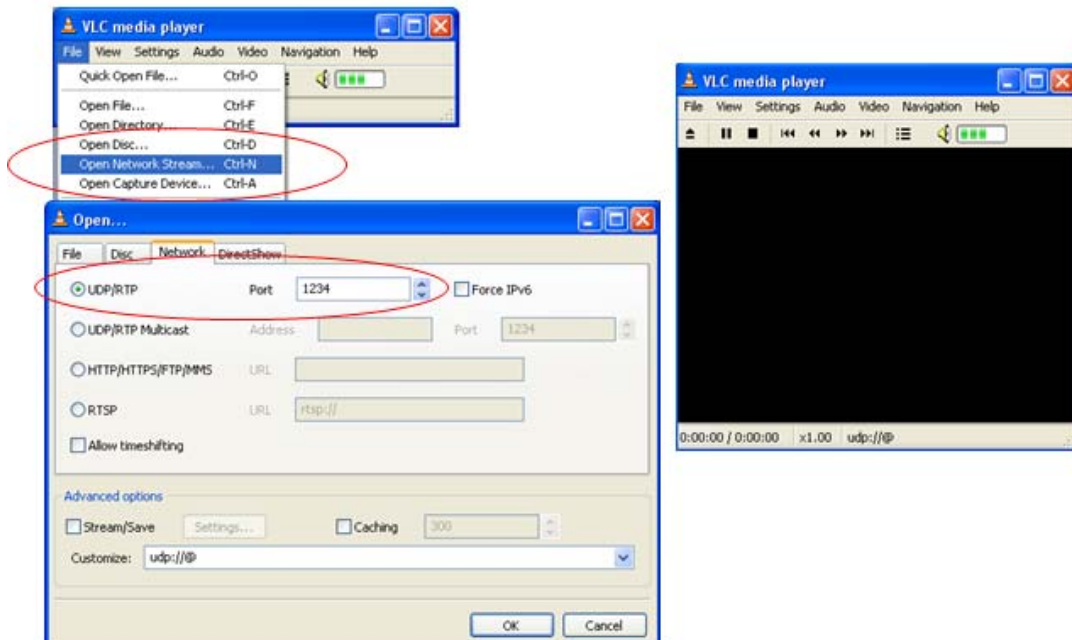 VLC media player
File View Settings Audio Video Navigation Help
Quick Open File... Ctrl-O
Open File... Ctrl-F
Open Directory... Ctrl-E
Open Disc... Ctrl-D
Open Network Stream... Ctrl-N
Open Capture Device... Ctrl-A
Open...
File Disc Network DirectShow
UDP/RTP Port 1234 Force IPv6
UDP/RTP Multicast Address Port 1234
HTTP/HTTPS/FTP/MMS URL
RTSP URL rtsp://
Allow timeshifting
Advanced options
Stream/Save Settings... Caching 300
Customize: udp://@
OK Cancel
VLC media player
File View Settings Audio Video Navigation Help
0:00:00 / 0:00:00 x1.00 udp://@